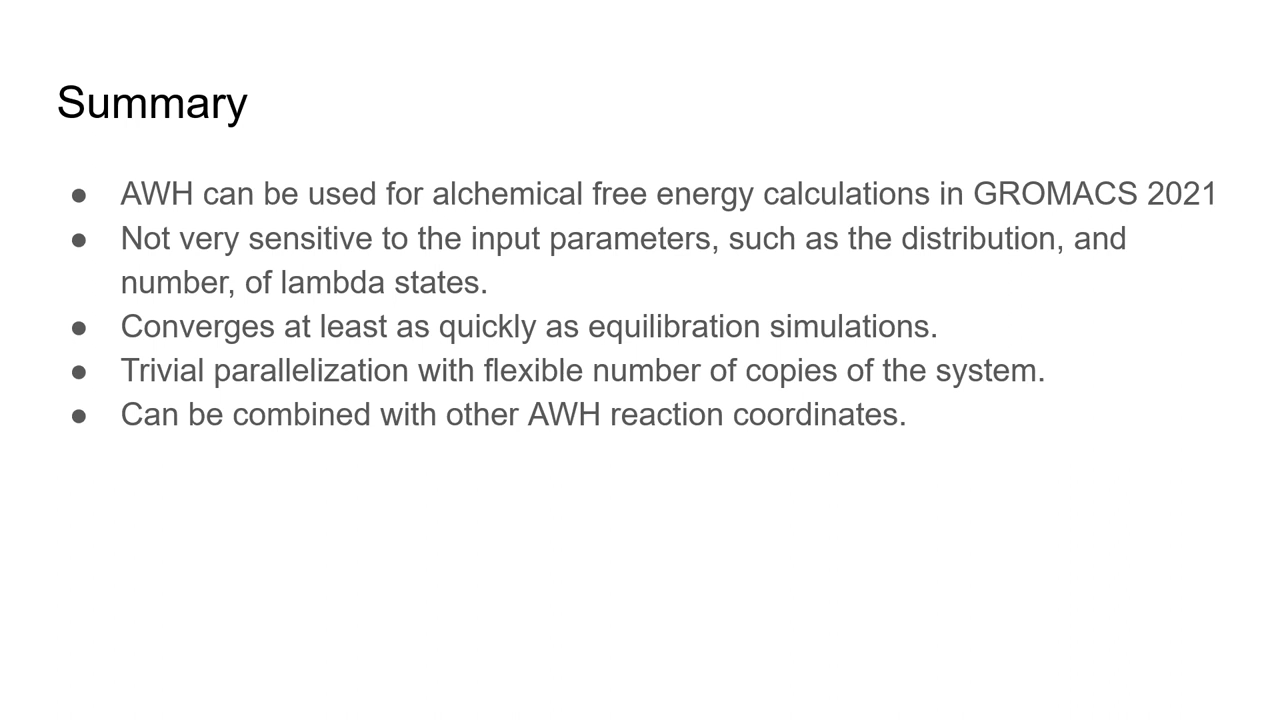 Summary
● AWH can be used for alchemical free energy calculations in GROMACS 2021
● Not very sensitive to the input parameters, such as the distribution, and
number, of lambda states.
● Converges at least as quickly as equilibration simulations.
● Trivial parallelization with flexible number of copies of the system.
● Can be combined with other AWH reaction coordinates.